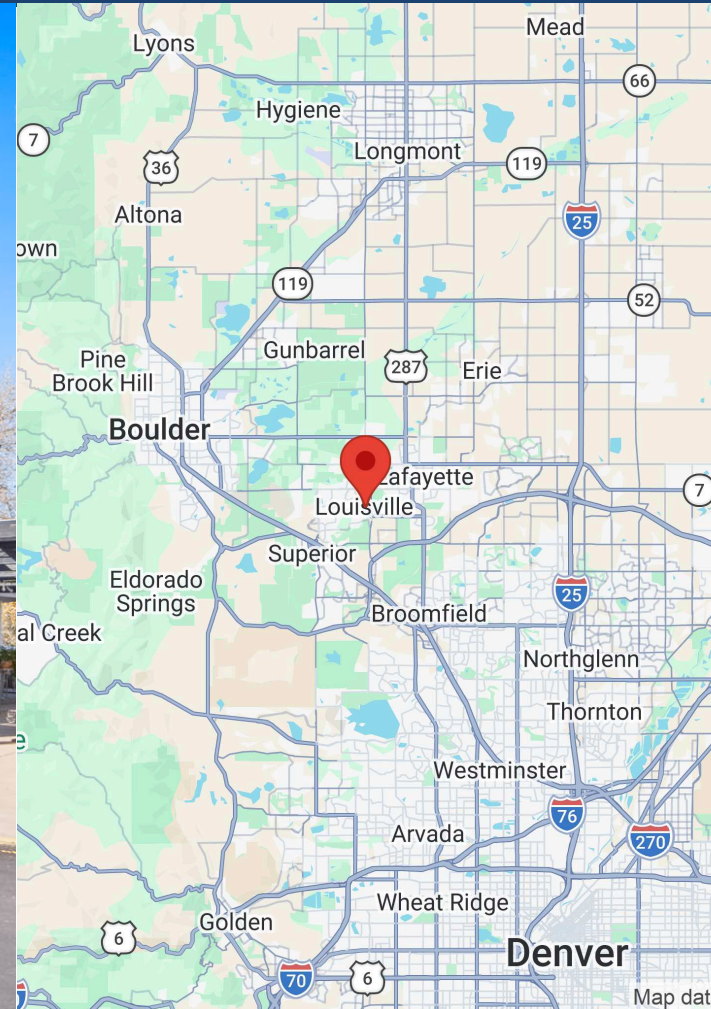 Mead
Lyons
66
Hygiene
7
Longmont
119
36
Altona
25
own
119
52
Gunbarrel
Pine
Brook Hill
287
Erie
Boulder
Lafayette
7
Louisville
Superior
Eldorado
Springs
25
Broomfield
al Creek
Northglenn
Thornton
e
Westminster
76
Arvada
270
Wheat Ridge
Golden
6
Denver
70
6
Map dat